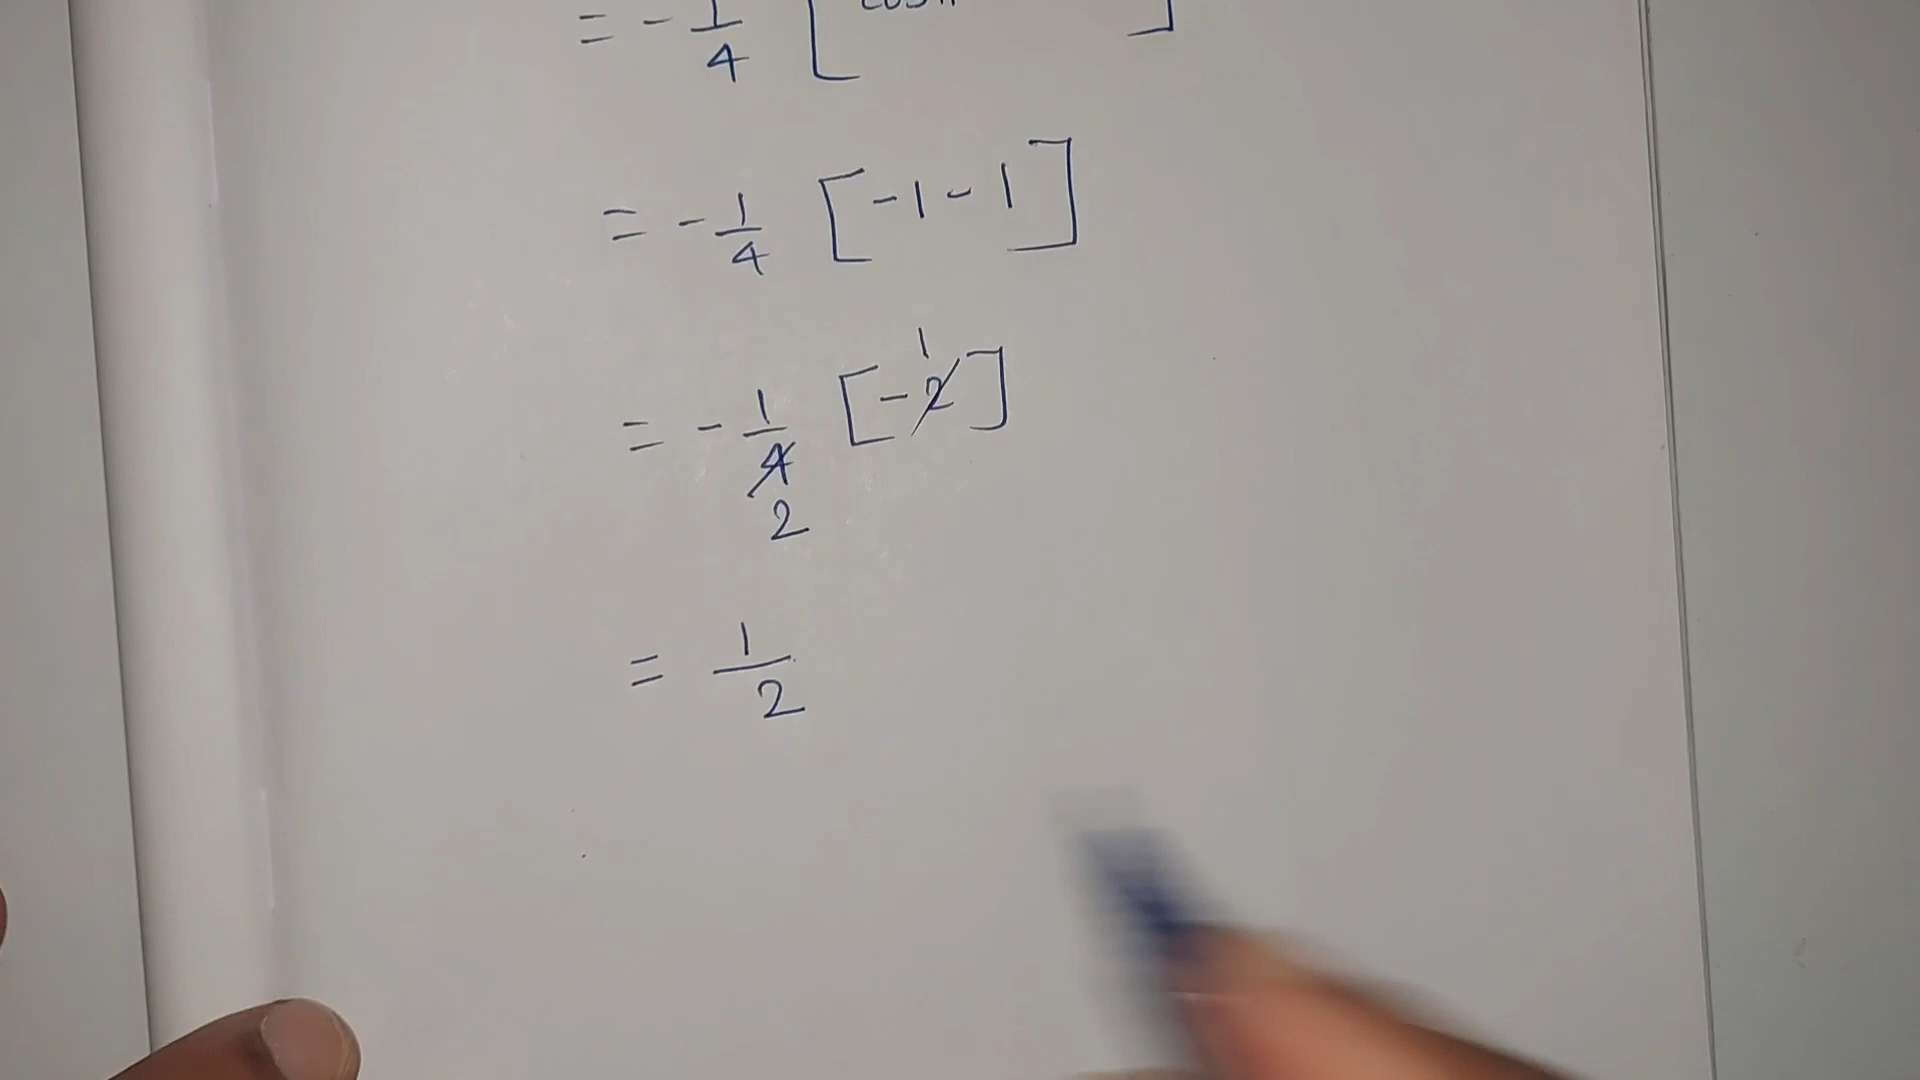 = - 1/4 [
= - 1/4 [-1 - 1]
= - 1/4 [-2] 1
2
= 1/2